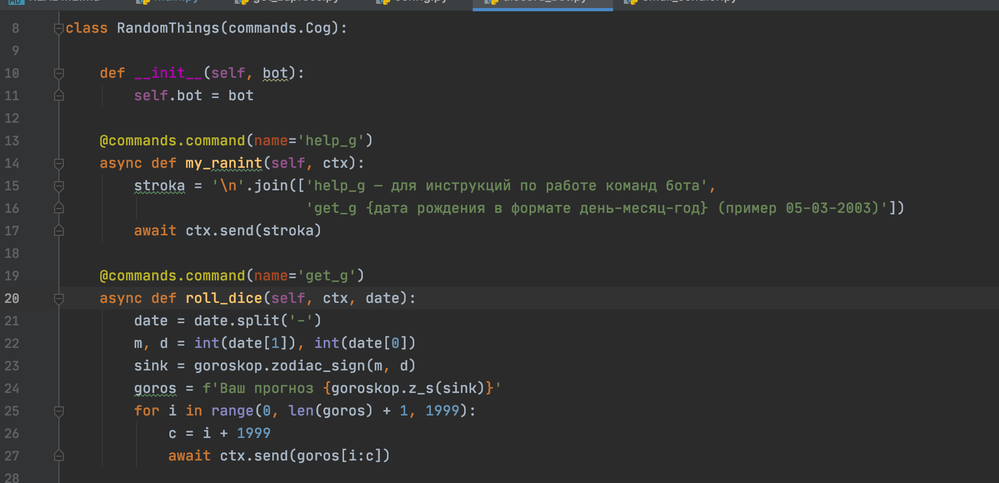 8 class RandomThings(commands.Cog):
9
10 def __init__(self, bot):
11 self.bot = bot
12
13 @commands.command(name='help_g')
14 async def my_ranint(self, ctx):
15 stroka = '\n'.join(['help_g — для инструкций по работе команд бота',
16 'get_g {дата рождения в формате день-месяц-год} (пример 05-03-2003)'])
17 await ctx.send(stroka)
18
19 @commands.command(name='get_g')
20 async def roll_dice(self, ctx, date):
21 date = date.split('-')
22 m, d = int(date[1]), int(date[0])
23 sink = goroskop.zodiac_sign(m, d)
24 goros = f'Ваш прогноз {goroskop.z_s(sink)}'
25 for i in range(0, len(goros) + 1, 1999):
26 c = i + 1999
27 await ctx.send(goros[i:c])
28